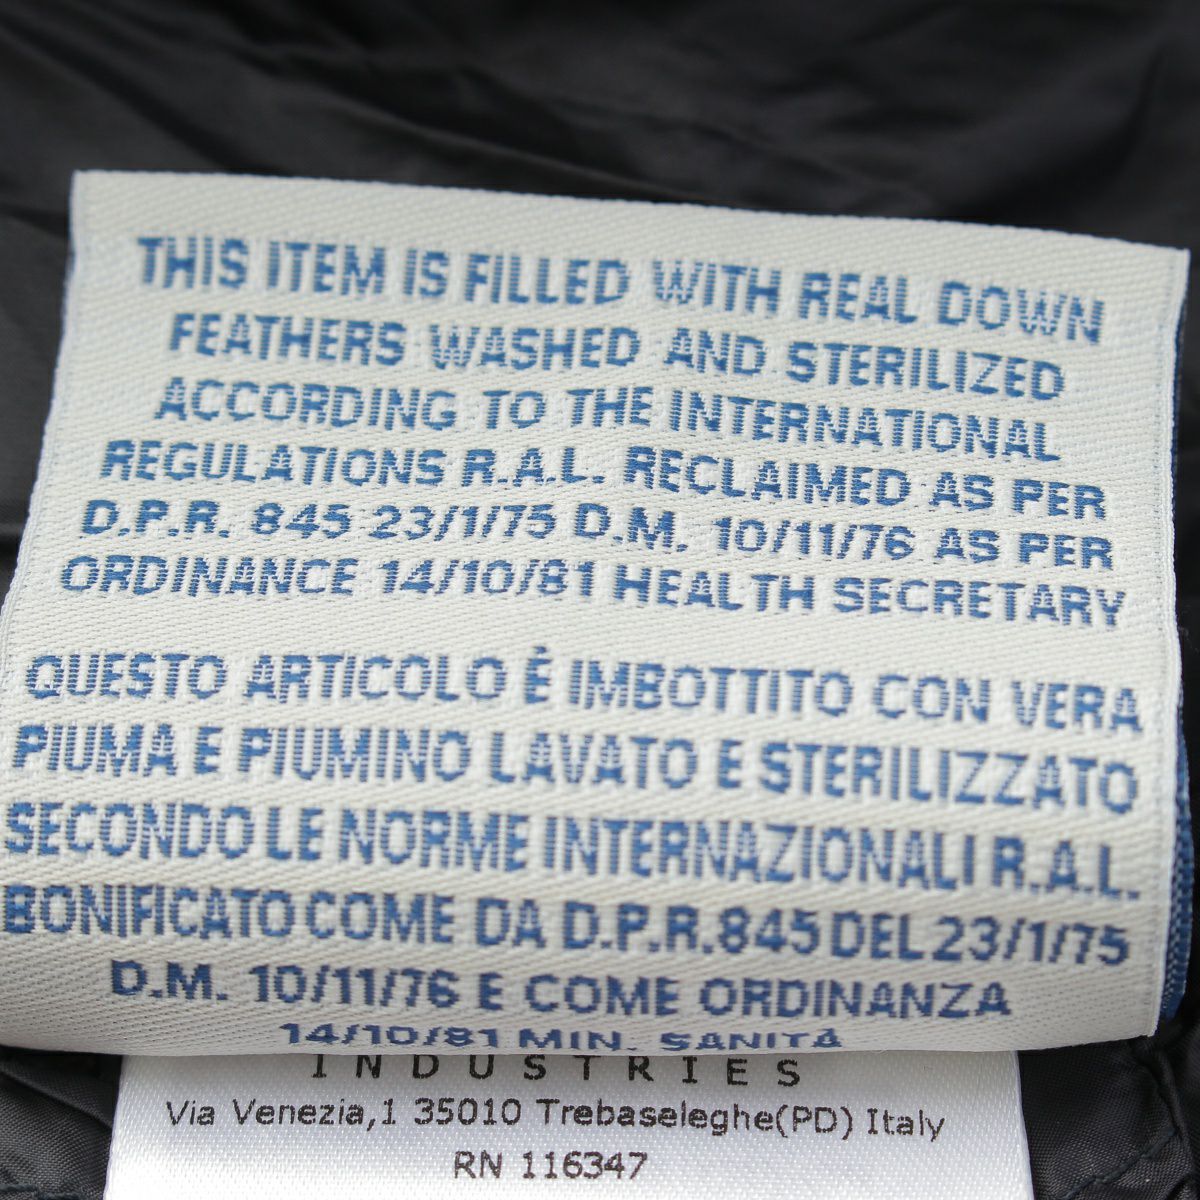 THIS ITEM IS FILLED WITH REAL DOWN
FEATHERS WASHED AND STERILIZED
ACCORDING TO THE INTERNATIONAL
REGULATIONS R.A.L. RECLAIMED AS PER
D.P.R. 845 23/1/75 D.M. 10/11/76 AS PER
ORDINANCE 14/10/81 HEALTH SECRETARY
QUESTO ARTICOLO È IMBOTTITO CON VERA
PIUMA E PIUMINO LAVATO E STERILIZZATO
SECONDO LE NORME INTERNAZIONALI R.A.L.
BONIFICATO COME DA D.P.R. 845 DEL 23/1/75
D.M. 10/11/76 E COME ORDINANZA
14/10/81 MIN. SANITÀ
INDUSTRIES
Via Venezia,1 35010 Trebaseleghe(PD) Italy
RN 116347